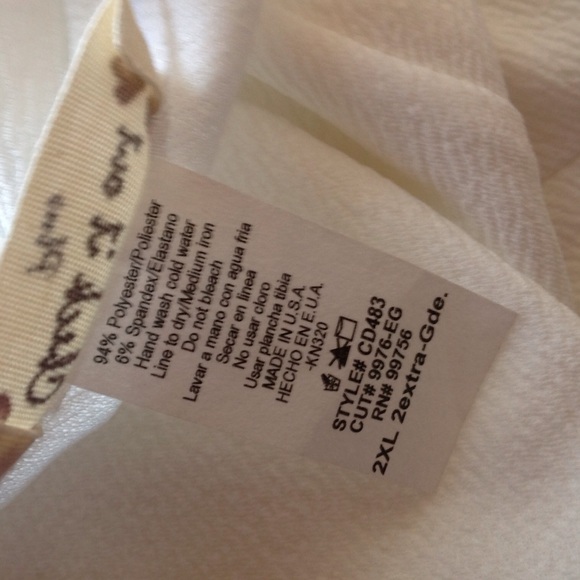 94% Polyester/Poliester
6% Spandex/Elastano
Hand wash cold water
Line to dry/Medium iron
Do not bleach
Lavar a mano con agua fria
Secar en linea
No usar cloro
Usar plancha tibia
MADE IN U.S.A.
HECHO EN E.U.A.
-KN320
STYLE# CD483
CUT# 9976-EG
RN# 99756
2XL 2extra-Gde.